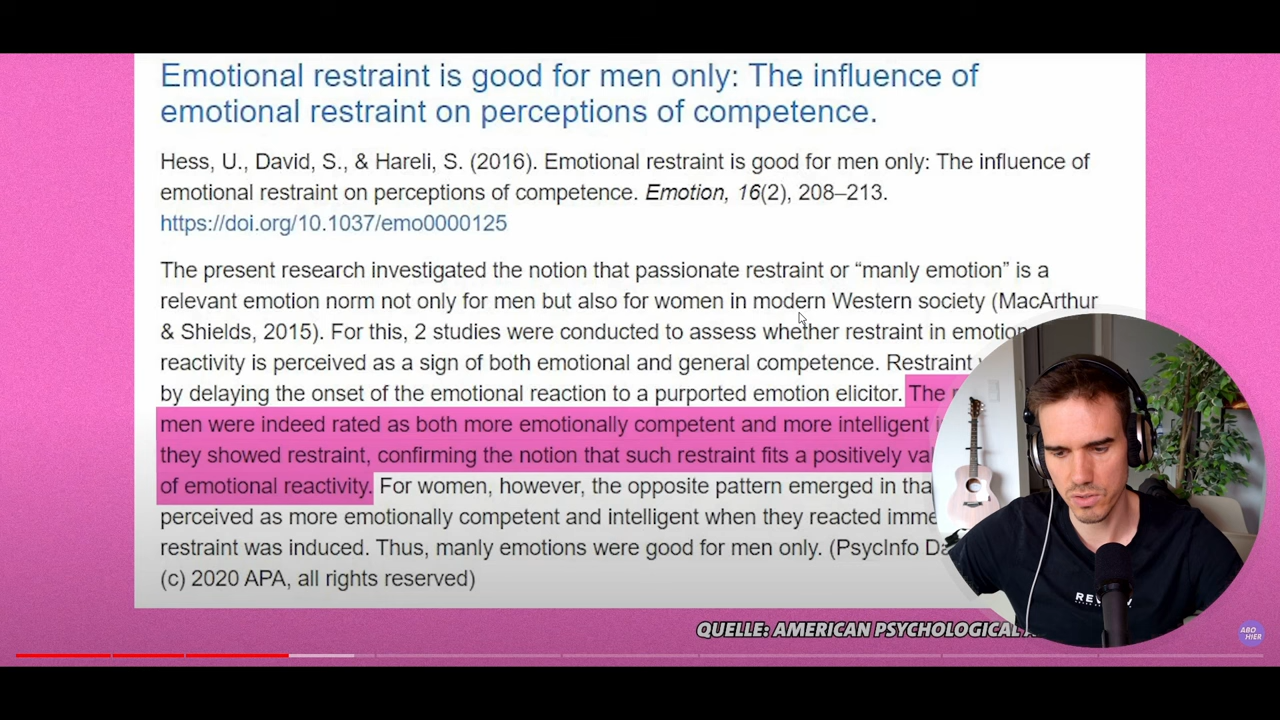 Emotional restraint is good for men only: The influence of
emotional restraint on perceptions of competence.
Hess, U., David, S., & Hareli, S. (2016). Emotional restraint is good for men only: The influence of
emotional restraint on perceptions of competence. Emotion, 16(2), 208–213.
https://doi.org/10.1037/emo0000125
The present research investigated the notion that passionate restraint or “manly emotion” is a
relevant emotion norm not only for men but also for women in modern Western society (MacArthur
& Shields, 2015). For this, 2 studies were conducted to assess whether restraint in emotion
reactivity is perceived as a sign of both emotional and general competence. Restraint
by delaying the onset of the emotional reaction to a purported emotion elicitor. The
men were indeed rated as both more emotionally competent and more intelligent
they showed restraint, confirming the notion that such restraint fits a positively
of emotional reactivity. For women, however, the opposite pattern emerged in
perceived as more emotionally competent and intelligent when they reacted
restraint was induced. Thus, manly emotions were good for men only. (PsycInfo
(c) 2020 APA, all rights reserved)
QUELLE: AMERICAN PSYCHOLOGICAL
ABO
HIER